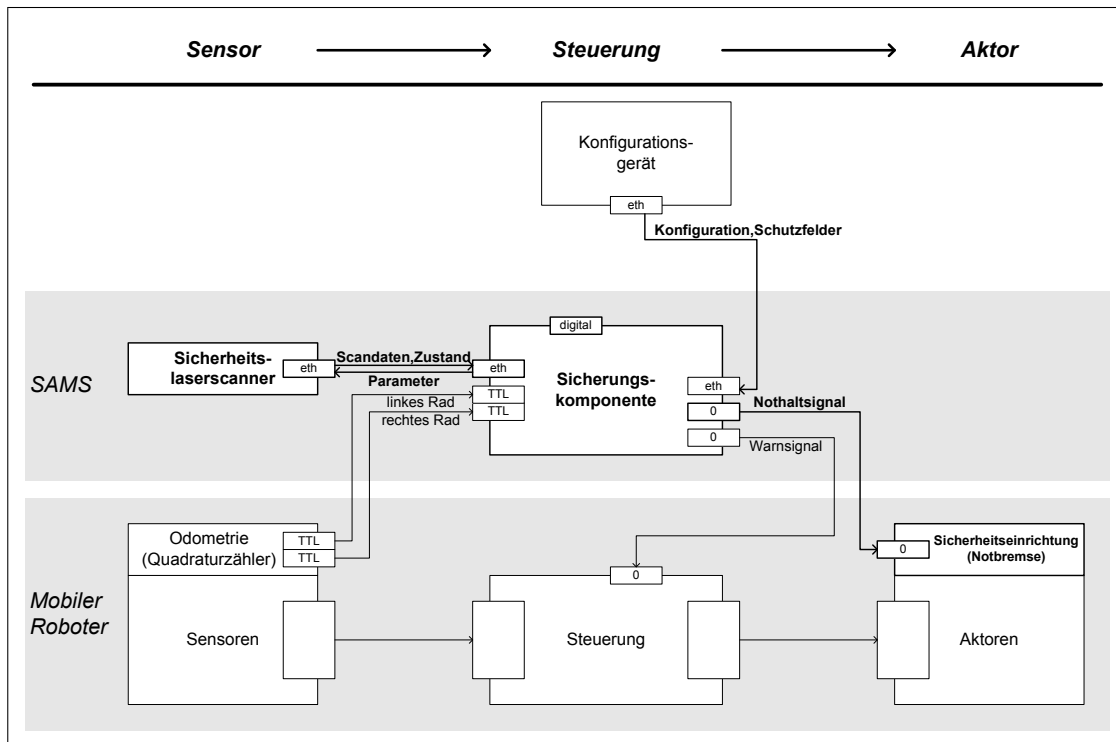 Sensor
Steuerung
Aktor
Konfigurations-
gerät
eth
Konfiguration,Schutzfelder
SAMS
digital
Sicherheits-
laserscanner
eth
Scandaten,Zustand
Parameter
linkes Rad
rechtes Rad
eth
TTL
TTL
Sicherungs-
komponente
eth
0
0
Nothaltsignal
Warnsignal
Mobiler
Roboter
Odometrie
(Quadraturzähler)
TTL
TTL
Sensoren
0
Steuerung
0
Sicherheitseinrichtung
(Notbremse)
Aktoren